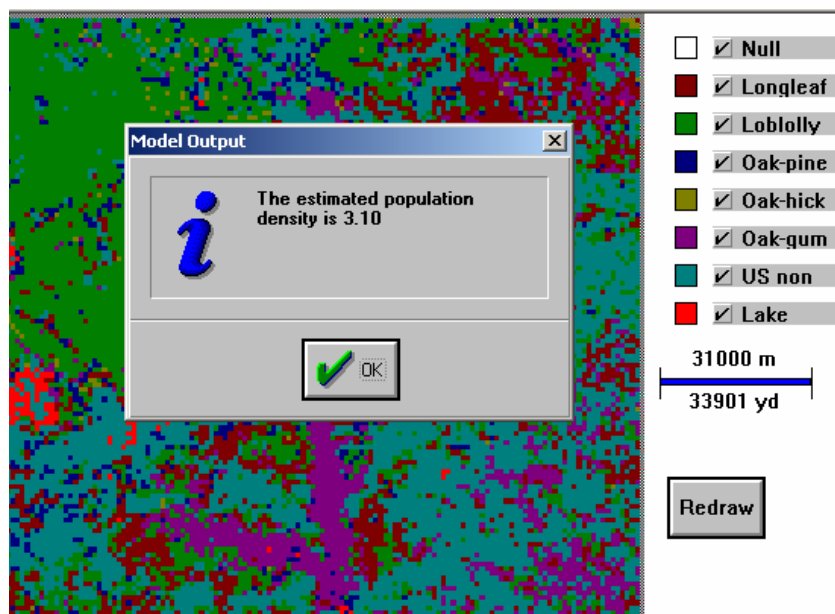 Model Output
The estimated population
density is 3.10
OK
Null
Longleaf
Loblolly
Oak-pine
Oak-hick
Oak-gum
US non
Lake
31000 m
33901 yd
Redraw